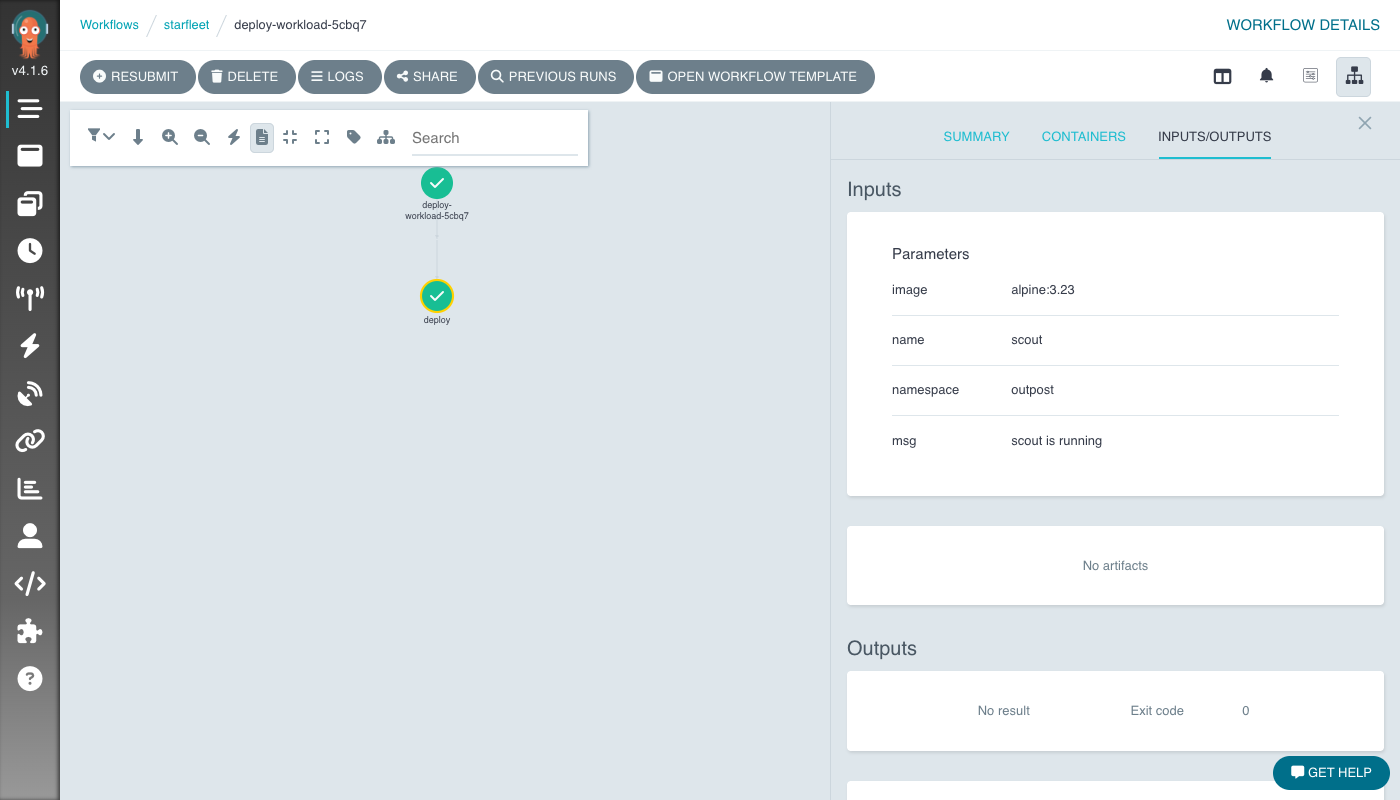 Workflows / starfleet / deploy-workload-5cbq7
WORKFLOW DETAILS
v4.1.6
RESUBMIT
DELETE
LOGS
SHARE
PREVIOUS RUNS
OPEN WORKFLOW TEMPLATE
Search
deploy-
workload-5cbq7
deploy
SUMMARY
CONTAINERS
INPUTS/OUTPUTS
Inputs
Parameters
image alpine:3.23
name scout
namespace outpost
msg scout is running
No artifacts
Outputs
No result Exit code 0
GET HELP